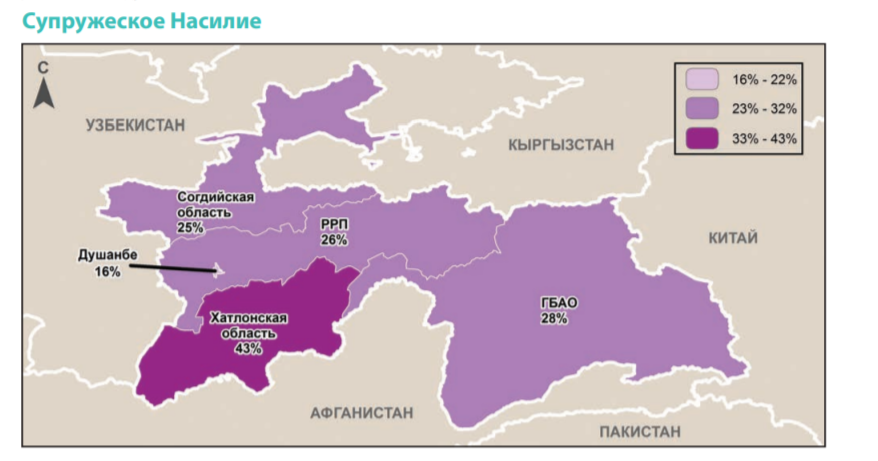 Супружеское Насилие
С
16% - 22%
23% - 32%
33% - 43%
УЗБЕКИСТАН
КЫРГЫЗСТАН
Согдийская
область
25%
РРП
26%
КИТАЙ
Душанбе
16%
ГБАО
28%
Хатлонская
область
43%
АФГАНИСТАН
ПАКИСТАН